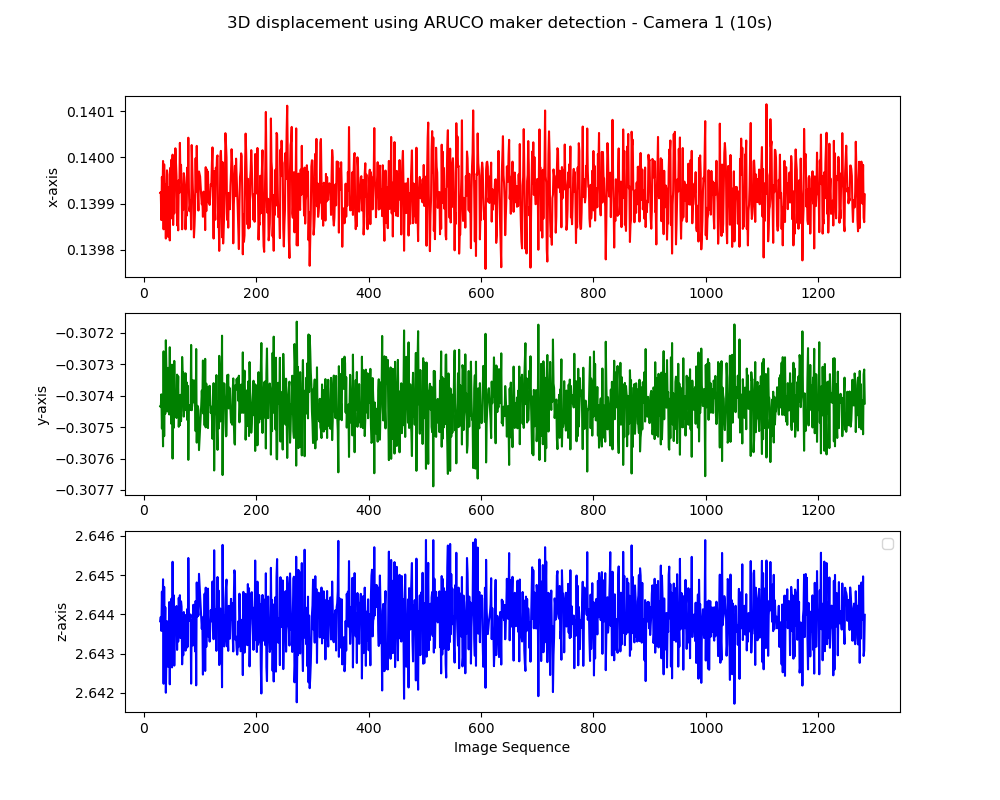 3D displacement using ARUCO maker detection - Camera 1 (10s)
0.1401
0.1400
0.1399
0.1398
x-axis
0 200 400 600 800 1000 1200
−0.3072
−0.3073
−0.3074
−0.3075
−0.3076
−0.3077
y-axis
0 200 400 600 800 1000 1200
2.646
2.645
2.644
2.643
2.642
z-axis
0 200 400 600 800 1000 1200
Image Sequence